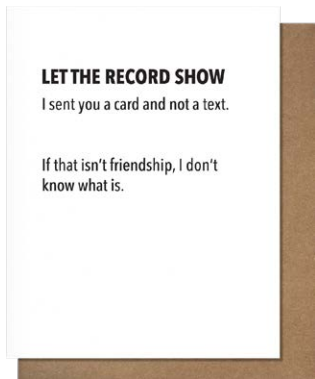 LET THE RECORD SHOW
I sent you a card and not a text.
If that isn't friendship, I don't
know what is.